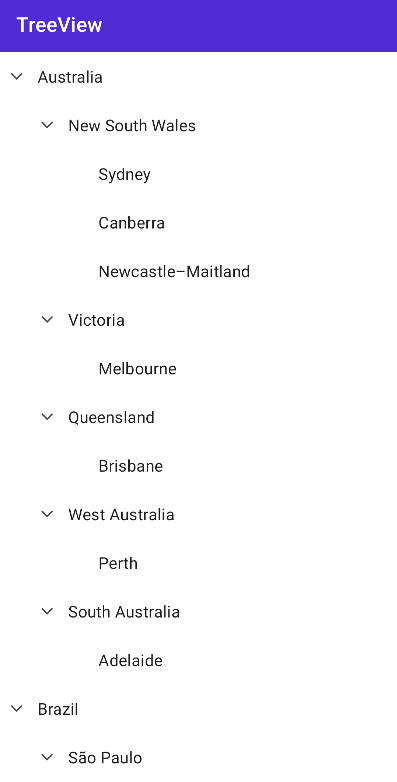 TreeView
Australia
New South Wales
Sydney
Canberra
Newcastle–Maitland
Victoria
Melbourne
Queensland
Brisbane
West Australia
Perth
South Australia
Adelaide
Brazil
São Paulo